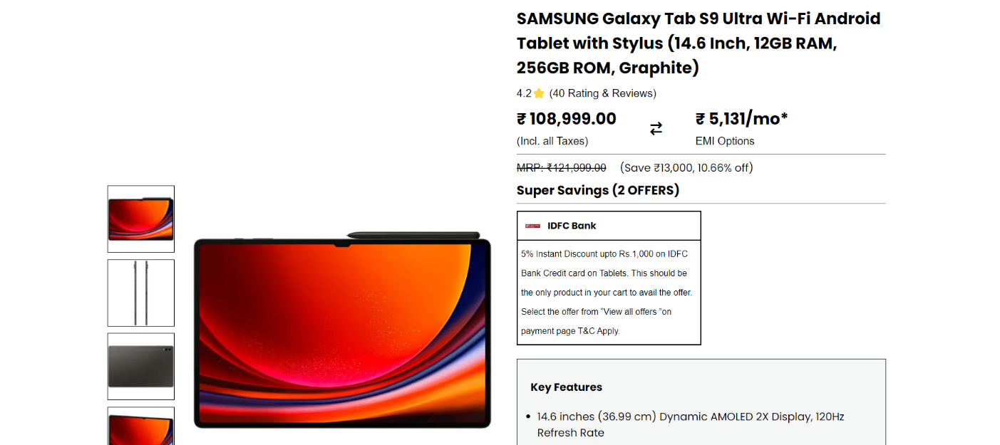 SAMSUNG Galaxy Tab S9 Ultra Wi-Fi Android
Tablet with Stylus (14.6 Inch, 12GB RAM,
256GB ROM, Graphite)
4.2 (40 Rating & Reviews)
₹ 108,999.00
(Incl. all Taxes)
₹ 5,131/mo*
EMI Options
MRP: ₹121,999.00 (Save ₹13,000, 10.66% off)
Super Savings (2 OFFERS)
IDFC Bank
5% Instant Discount upto Rs.1,000 on IDFC
Bank Credit card on Tablets. This should be
the only product in your cart to avail the offer.
Select the offer from “View all offers ”on
payment page T&C Apply.
Key Features
• 14.6 inches (36.99 cm) Dynamic AMOLED 2X Display, 120Hz
Refresh Rate